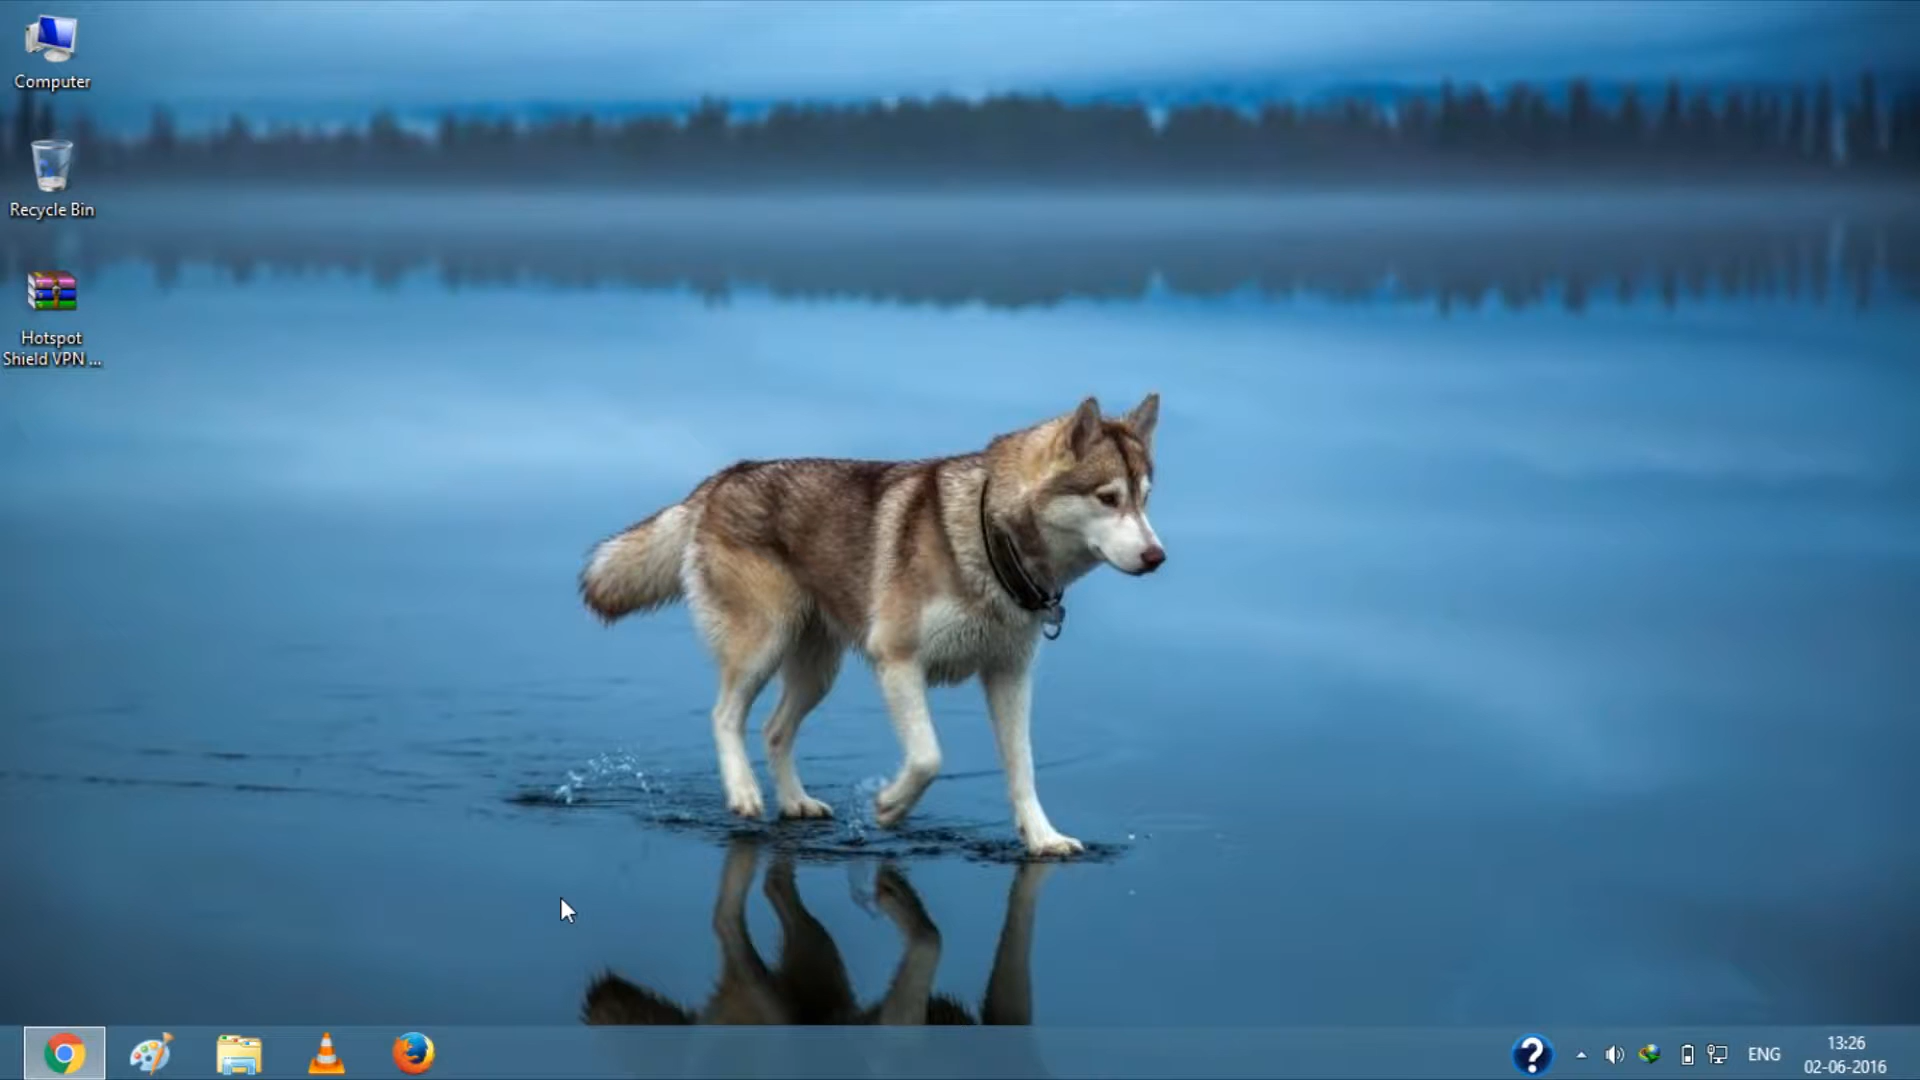 Computer
Recycle Bin
Hotspot
Shield VPN ...
?
ENG
13:26
02-06-2016